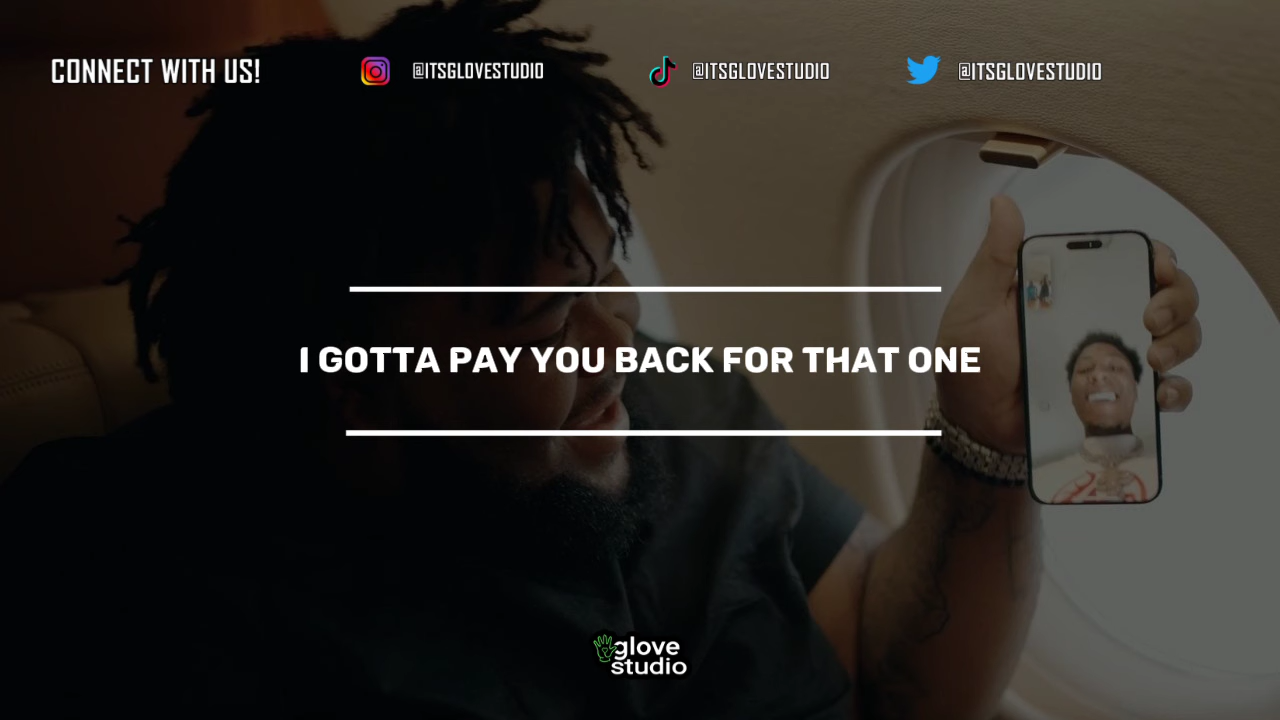 CONNECT WITH US! @ITSGLOVESTUDIO @ITSGLOVESTUDIO @ITSGLOVESTUDIO
I GOTTA PAY YOU BACK FOR THAT ONE
glove
studio